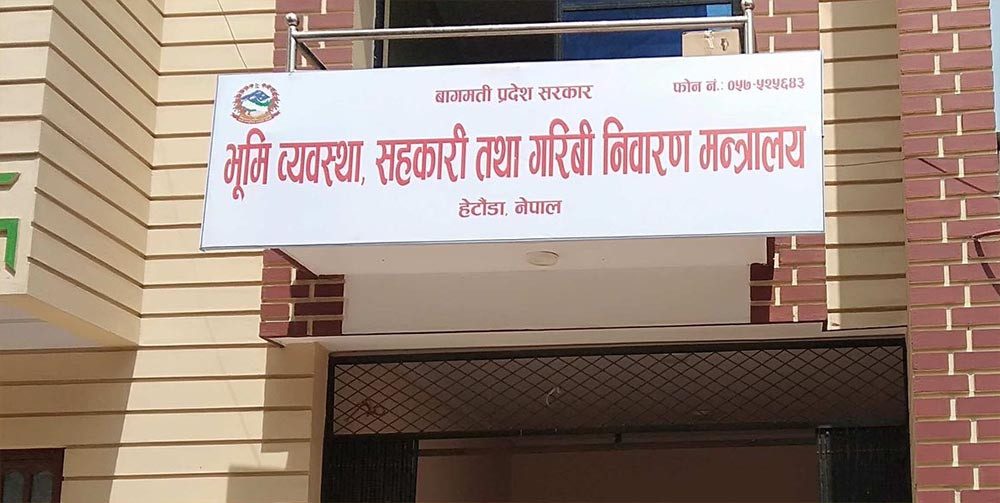 बागमती प्रदेश सरकार
फोन नं.: ०५७-५२५६४३
भूमि व्यवस्था, सहकारी तथा गरिबी निवारण मन्त्रालय
हेटौंडा, नेपाल